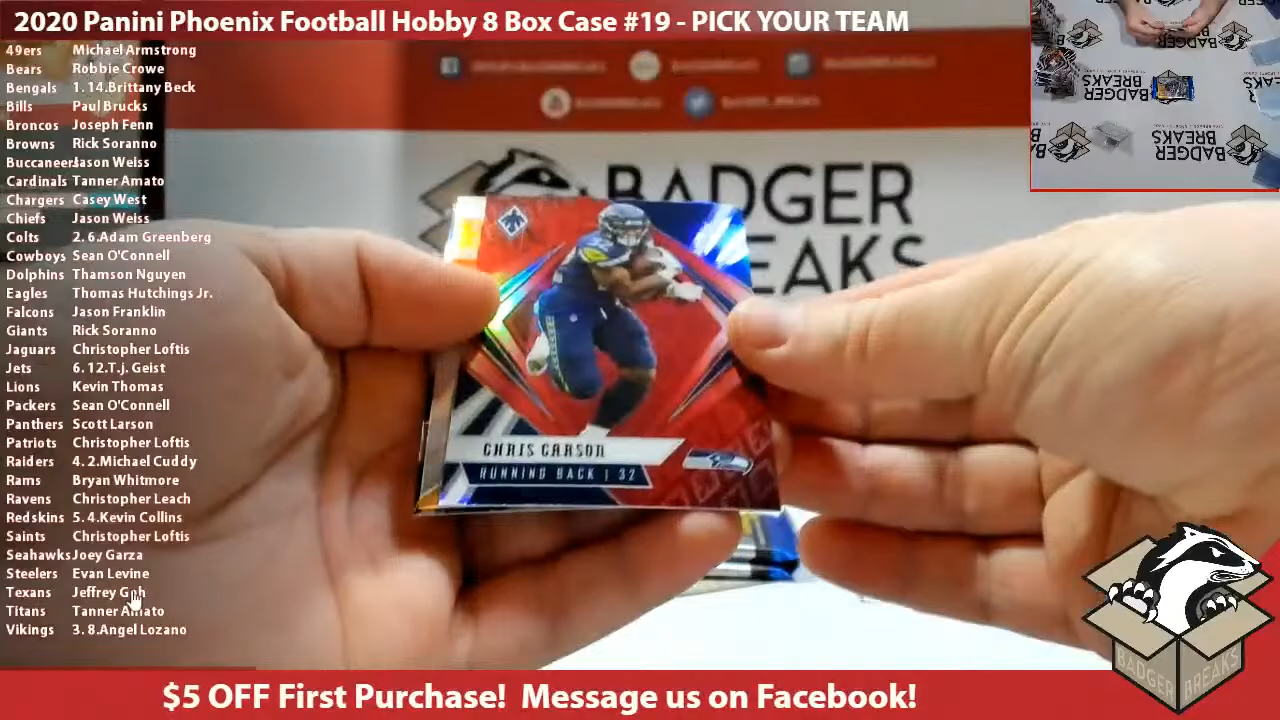 2020 Panini Phoenix Football Hobby 8 Box Case #19 - PICK YOUR TEAM
49ers Michael Armstrong
Bears Robbie Crowe
Bengals 1. 14.Brittany Beck
Bills Paul Brucks
Broncos Joseph Fenn
Browns Rick Soranno
Buccaneers Jason Weiss
Cardinals Tanner Amato
Chargers Casey West
Chiefs Jason Weiss
Colts 2. 6.Adam Greenberg
Cowboys Sean O'Connell
Dolphins Thamson Nguyen
Eagles Thomas Hutchings Jr.
Falcons Jason Franklin
Giants Rick Soranno
Jaguars Christopher Loftis
Jets 6. 12.T.j. Geist
Lions Kevin Thomas
Packers Sean O'Connell
Panthers Scott Larson
Patriots Christopher Loftis
Raiders 4. 2.Michael Cuddy
Rams Bryan Whitmore
Ravens Christopher Leach
Redskins 5. 4.Kevin Collins
Saints Christopher Loftis
Seahawks Joey Garza
Steelers Evan Levine
Texans Jeffrey
Titans Tanner Amato
Vikings 3. 8.Angel Lozano
BADGER
BREAKS
CHRIS CARSON
RUNNING BACK | 32
BADGER
BREAKS
BADGER
BREAKS
BADGER
BREAKS
BADGER BREAKS
$5 OFF First Purchase! Message us on Facebook!